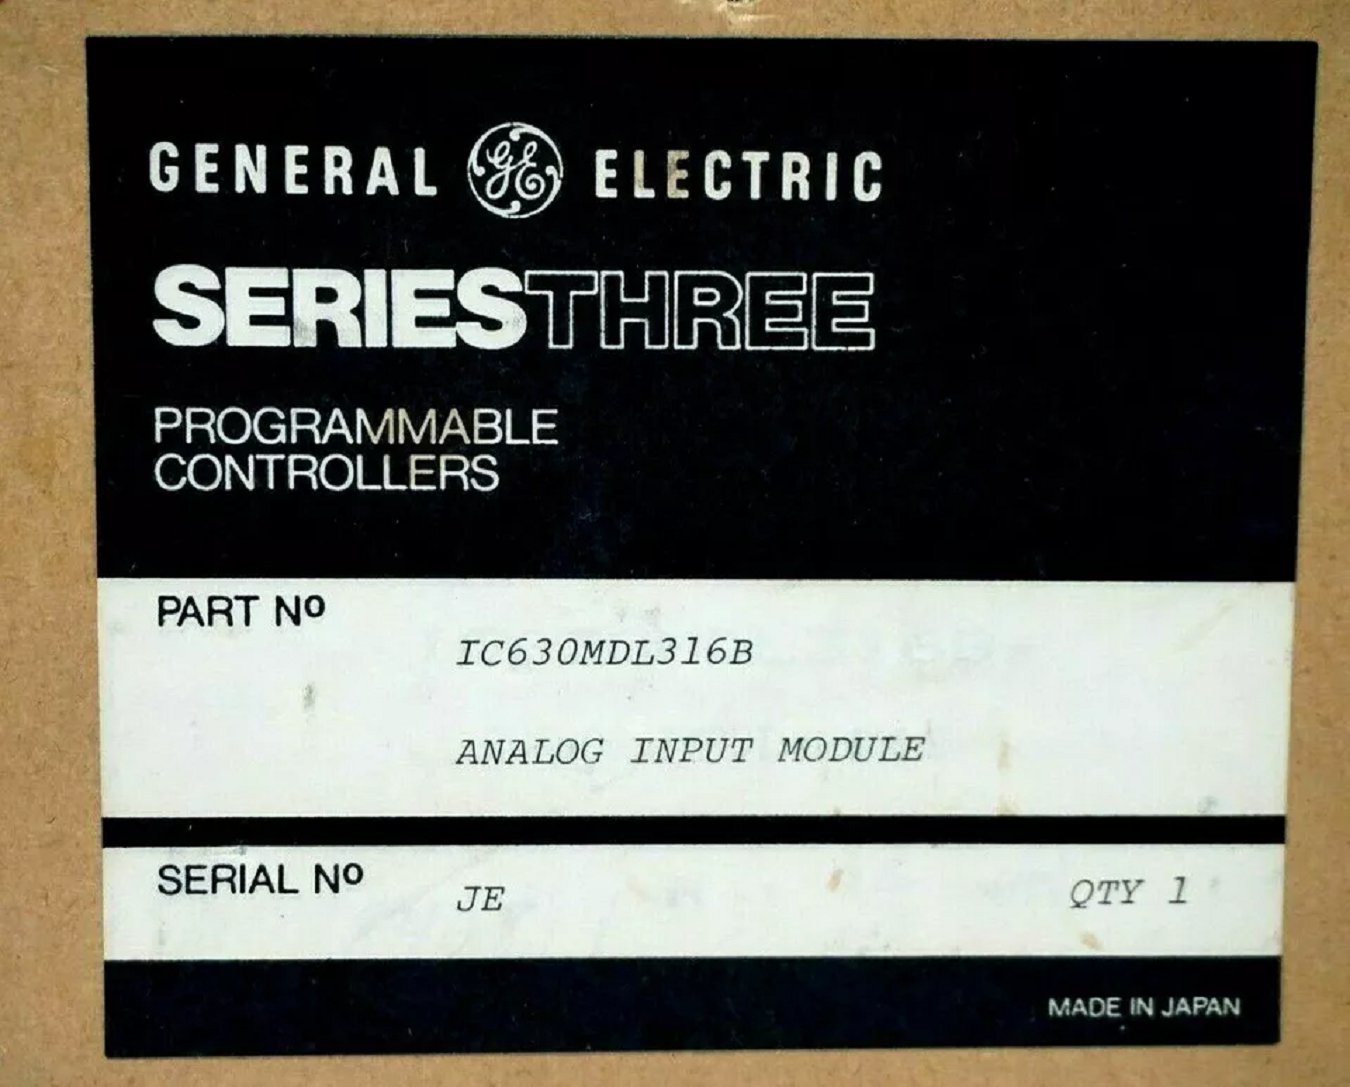 GENERAL GE ELECTRIC
SERIESTHREE
PROGRAMMABLE
CONTROLLERS
PART Nº
IC630MDL316B
ANALOG INPUT MODULE
SERIAL Nº JE QTY 1
MADE IN JAPAN